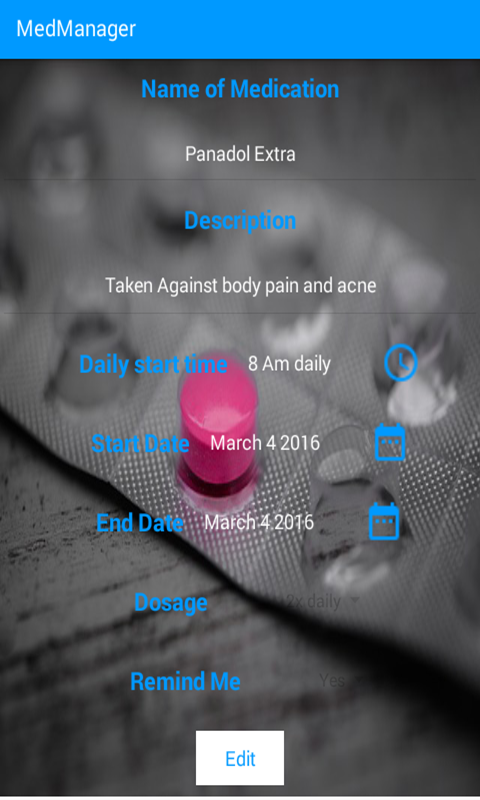 MedManager
Name of Medication
Panadol Extra
Description
Taken Against body pain and acne
Daily start time 8 Am daily
Start Date March 4 2016
End Date March 4 2016
Dosage 2x daily
Remind Me Yes
Edit